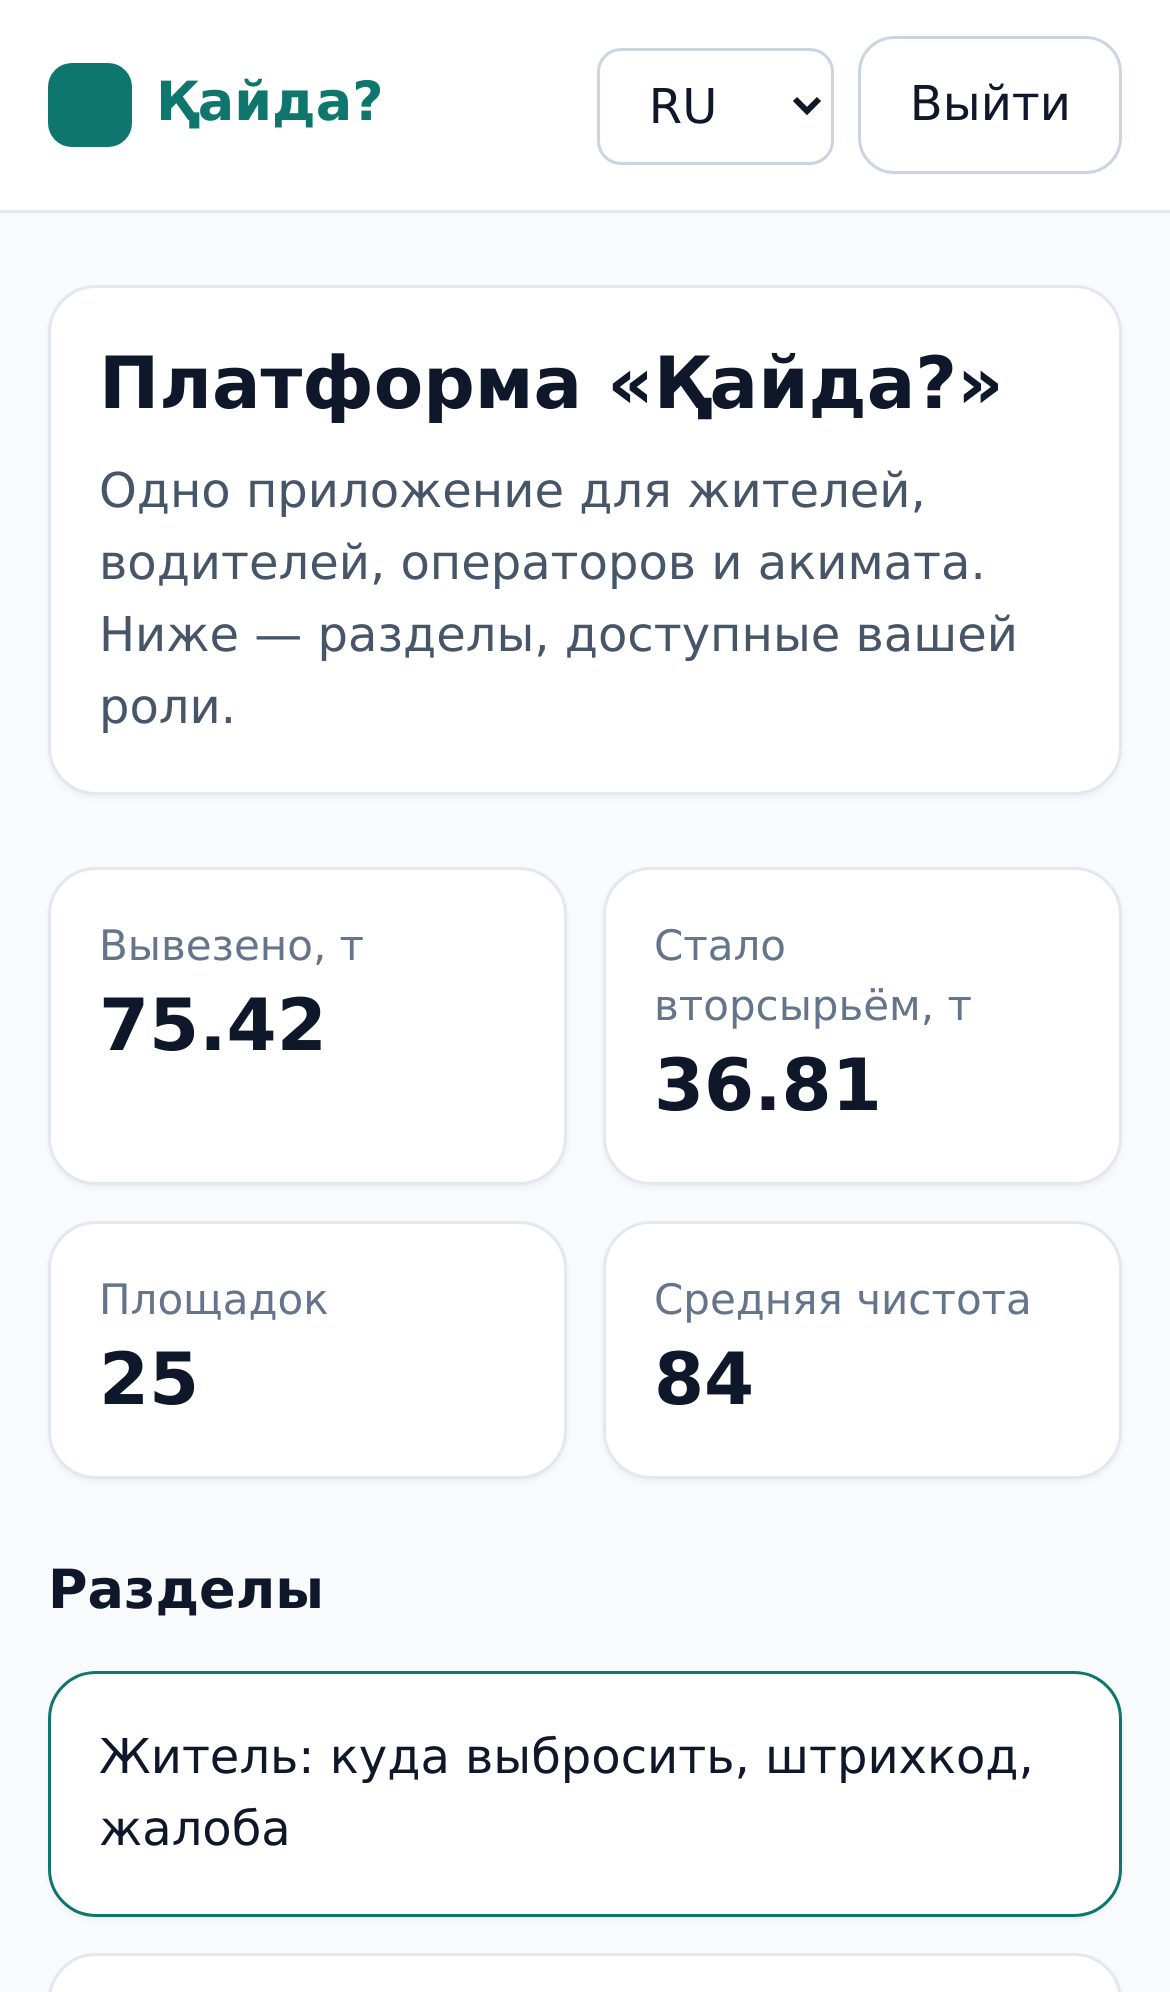 Қайда?
RU
Выйти
Платформа «Қайда?»
Одно приложение для жителей,
водителей, операторов и акимата.
Ниже — разделы, доступные вашей
роли.
Вывезено, т
75.42
Стало
вторсырьём, т
36.81
Площадок
25
Средняя чистота
84
Разделы
Житель: куда выбросить, штрихкод,
жалоба